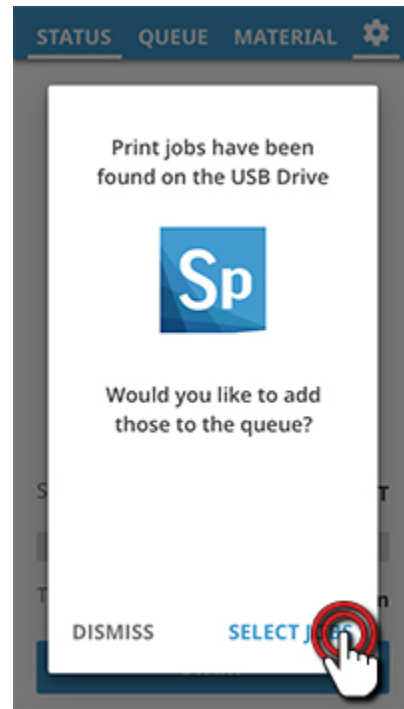 STATUS QUEUE MATERIAL
Print jobs have been
found on the USB Drive
Sp
Would you like to add
those to the queue?
S T
T n
DISMISS SELECT